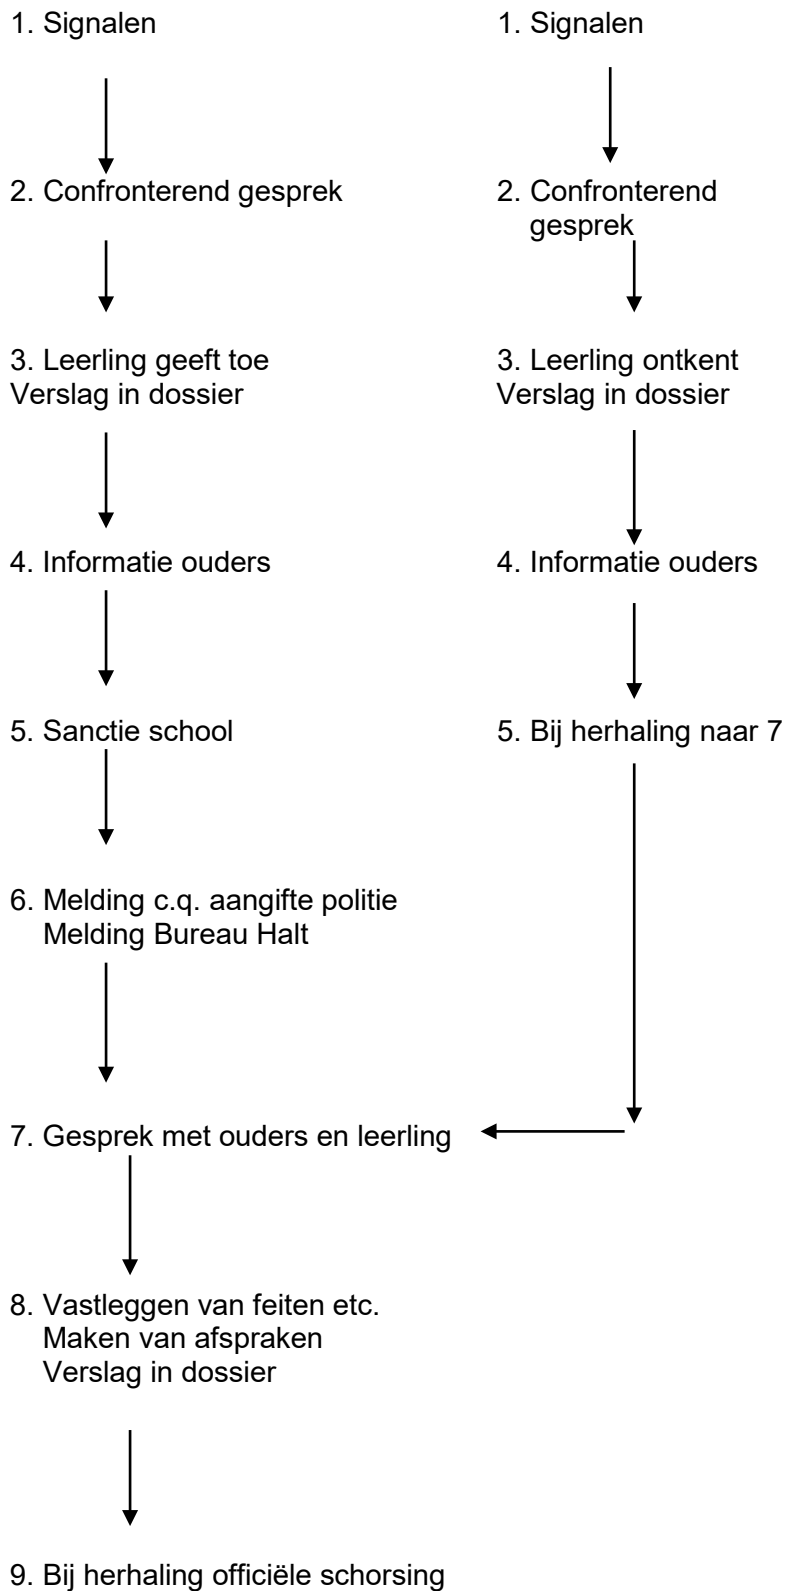 1. Signalen
2. Confronterend gesprek
3. Leerling geeft toe
Verslag in dossier
4. Informatie ouders
5. Sanctie school
6. Melding c.q. aangifte politie
Melding Bureau Halt
7. Gesprek met ouders en leerling
8. Vastleggen van feiten etc.
Maken van afspraken
Verslag in dossier
9. Bij herhaling officiële schorsing
1. Signalen
2. Confronterend
gesprek
3. Leerling ontkent
Verslag in dossier
4. Informatie ouders
5. Bij herhaling naar 7